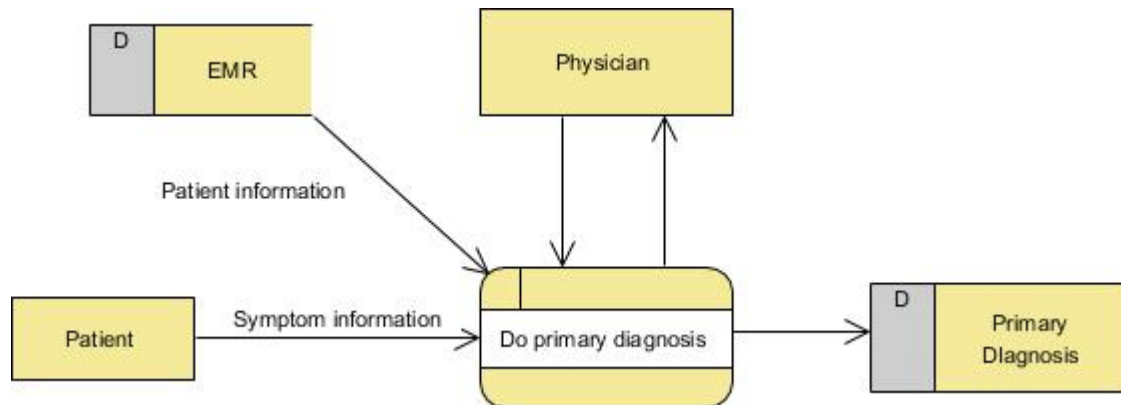 D
EMR
Physician
Patient information
Patient
Symptom information
Do primary diagnosis
D
Primary
DIagnosis